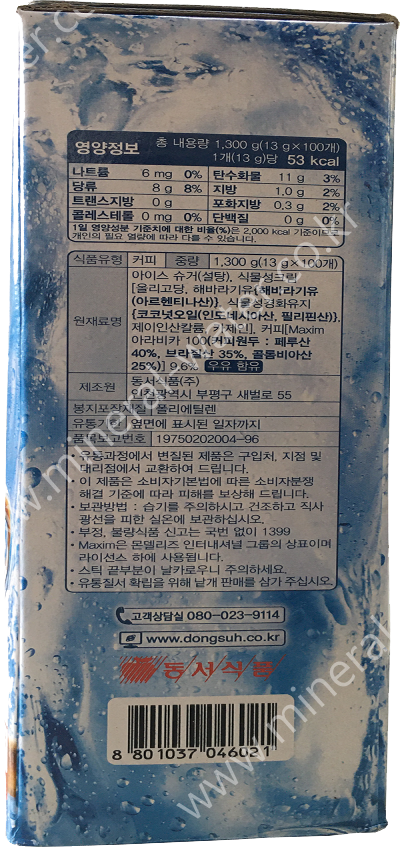 영양정보
총 내용량 1,300 g(13 g×100개)
1개(13 g)당 53 kcal
나트륨 6 mg 0% 탄수화물 11 g 3%
당류 8 g 8% 지방 1.0 g 2%
트랜스지방 0 g 포화지방 0.3 g 2%
콜레스테롤 0 mg 0% 단백질 0 g 0%
1일 영양성분 기준치에 대한 비율(%)은 2,000 kcal 기준이므로
개인의 필요 열량에 따라 다를 수 있습니다.
식품유형 커피 중량 1,300 g(13 g×100개)
원재료명
아이스 슈거(설탕), 식물성크림
[올리고당, 해바라기유(해바라기유
(아르헨티나산)), 식물성경화유지
{코코넛오일(인도네시아산, 필리핀산)},
제이인산칼륨, 카제인], 커피[Maxim
아라비카 100(커피원두 : 페루산
40%, 브라질산 35%, 콜롬비아산
25%)] 9.6% 우유 함유
제조원 동서식품(주)
인천광역시 부평구 새벌로 55
봉지포장재질 폴리에틸렌
유통기한 옆면에 표시된 일자까지
품목보고번호 19750202004-96
• 유통과정에서 변질된 제품은 구입처, 지점 및
대리점에서 교환하여 드립니다.
• 이 제품은 소비자기본법에 따른 소비자분쟁
해결 기준에 따라 피해를 보상해 드립니다.
• 보관방법 : 습기를 주의하시고 건조하고 직사
광선을 피한 실온에 보관하십시오.
• 부정, 불량식품 신고는 국번 없이 1399
• Maxim은 몬델리즈 인터내셔널 그룹의 상표이며
라이선스 하에 사용됩니다.
• 스틱 끝부분이 날카로우니 주의하세요.
• 유통질서 확립을 위해 낱개 판매를 삼가 주십시오.
고객상담실 080-023-9114
www.dongsuh.co.kr
동서식품
8 801037 046021
www.mineral-water.co.kr